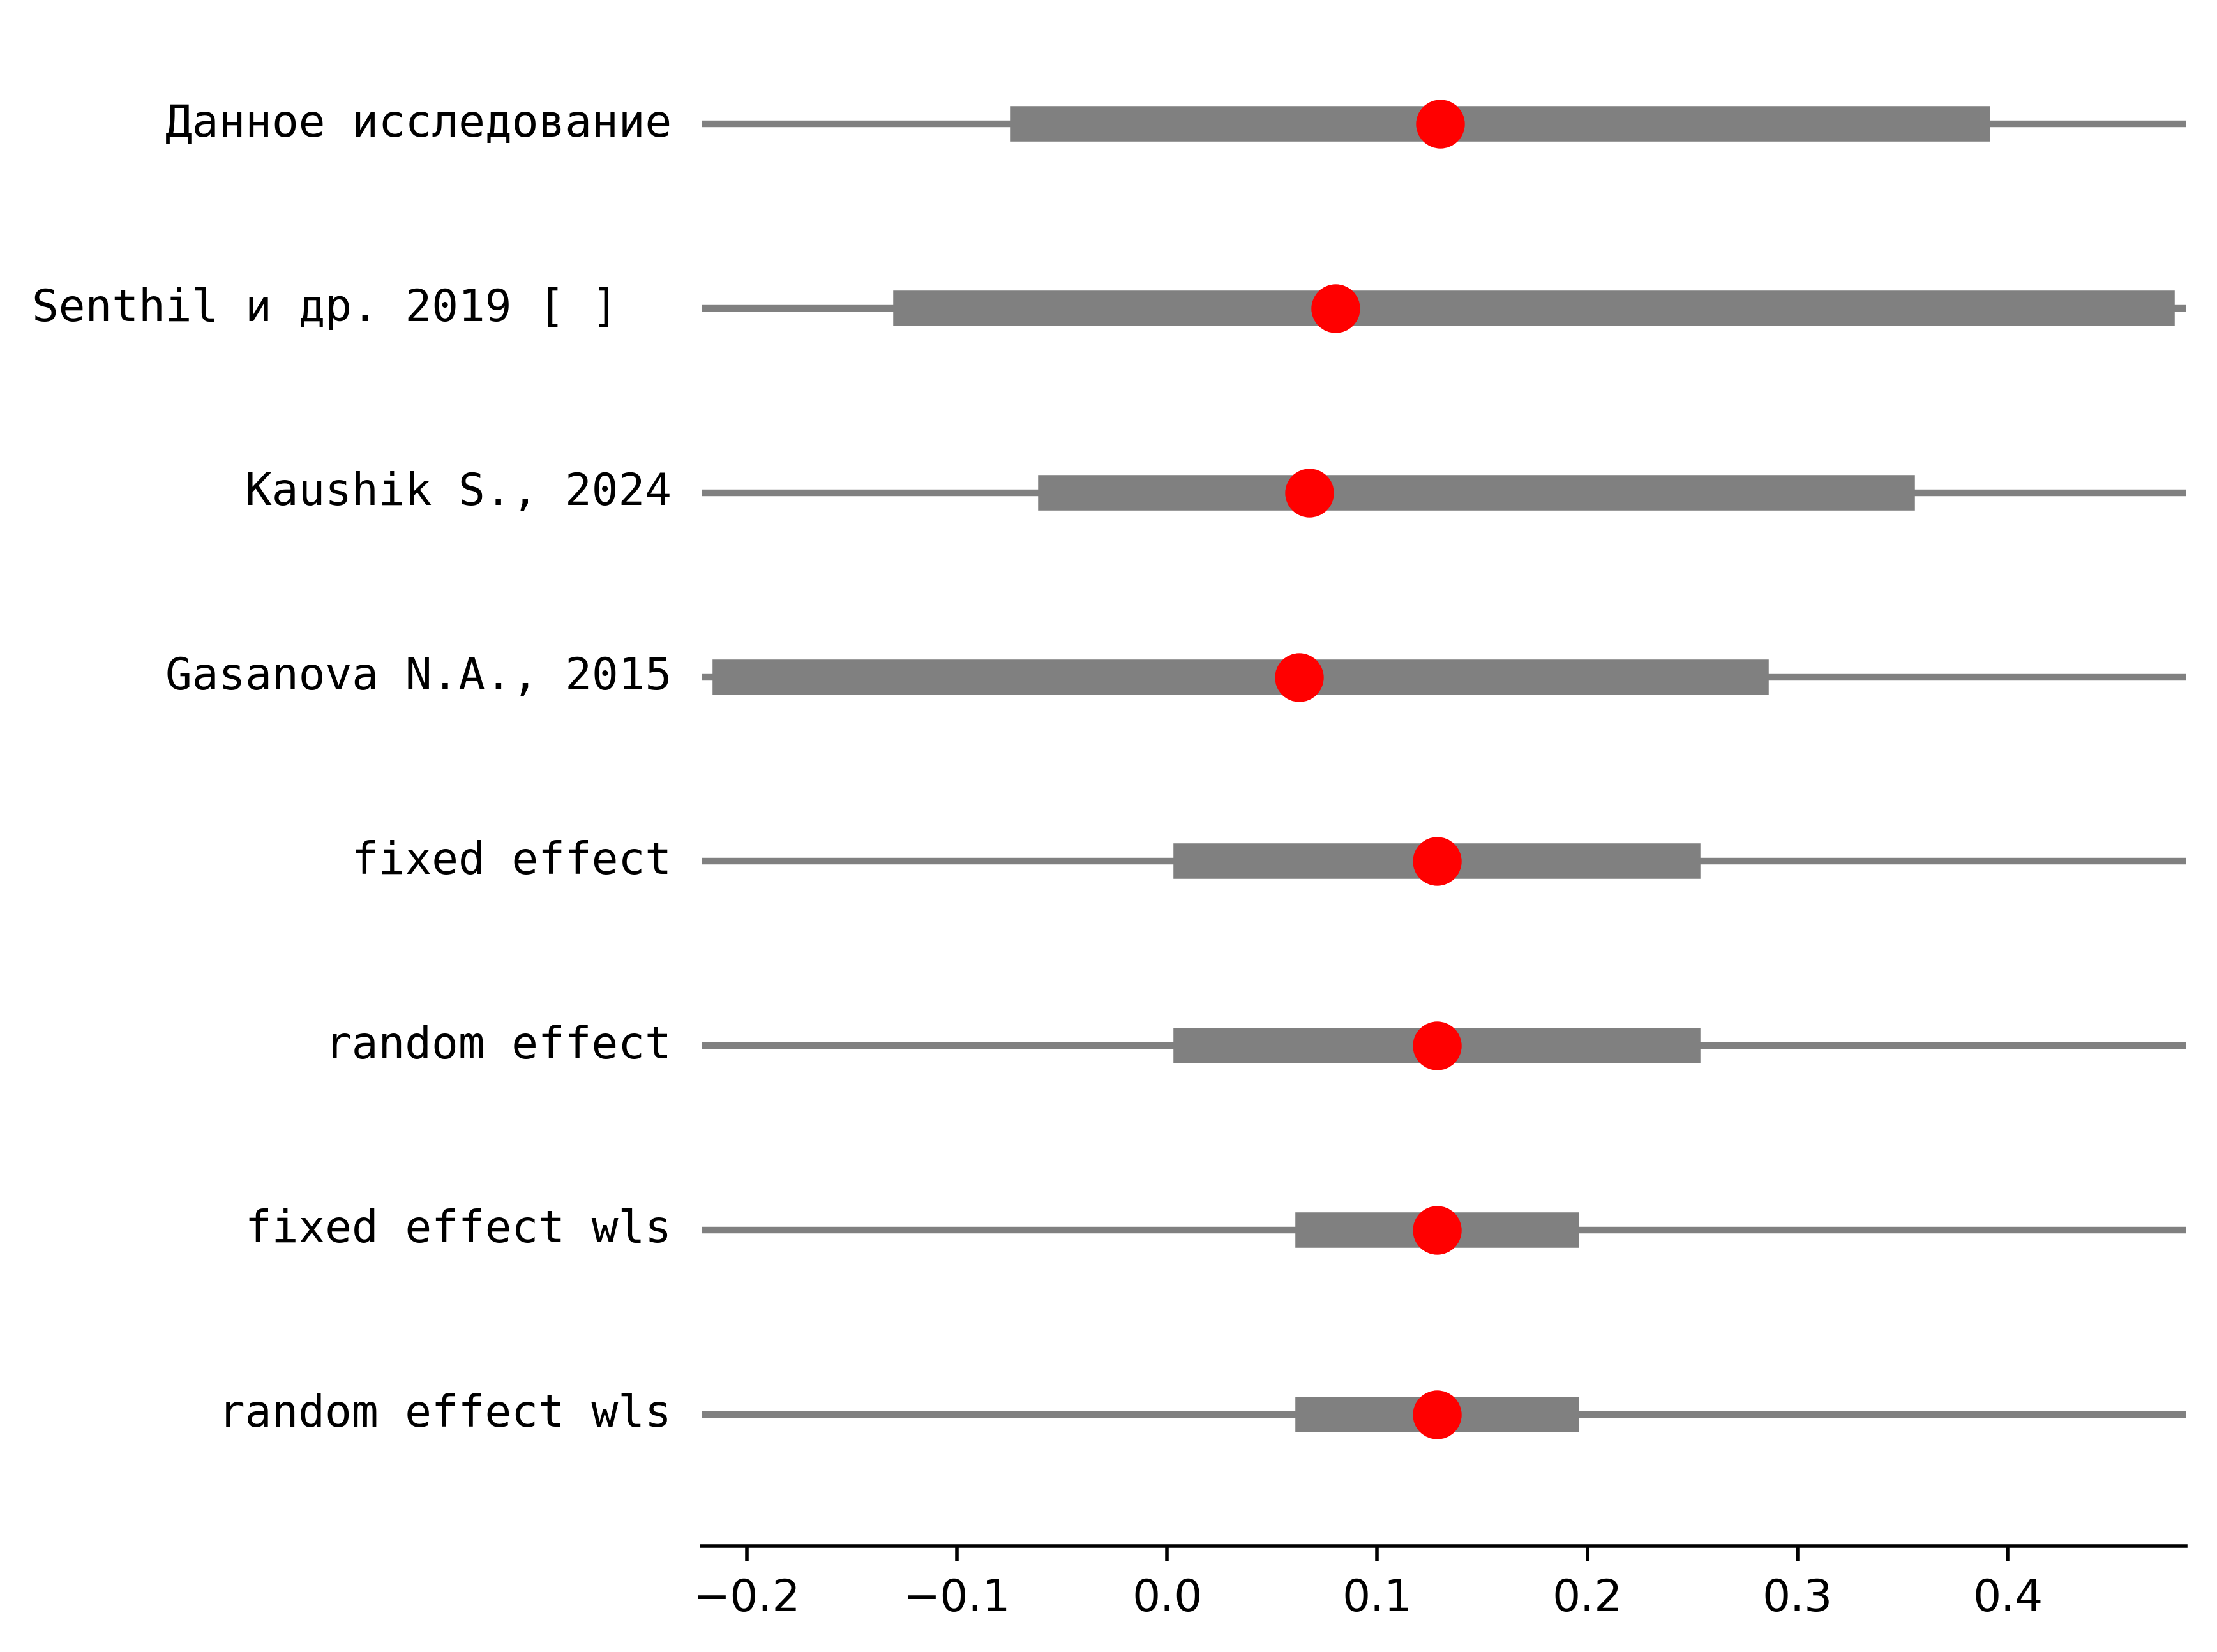 Данное исследование
Senthil и др. 2019 [ ]
Kaushik S., 2024
Gasanova N.A., 2015
fixed effect
random effect
fixed effect wls
random effect wls
−0.2 −0.1 0.0 0.1 0.2 0.3 0.4